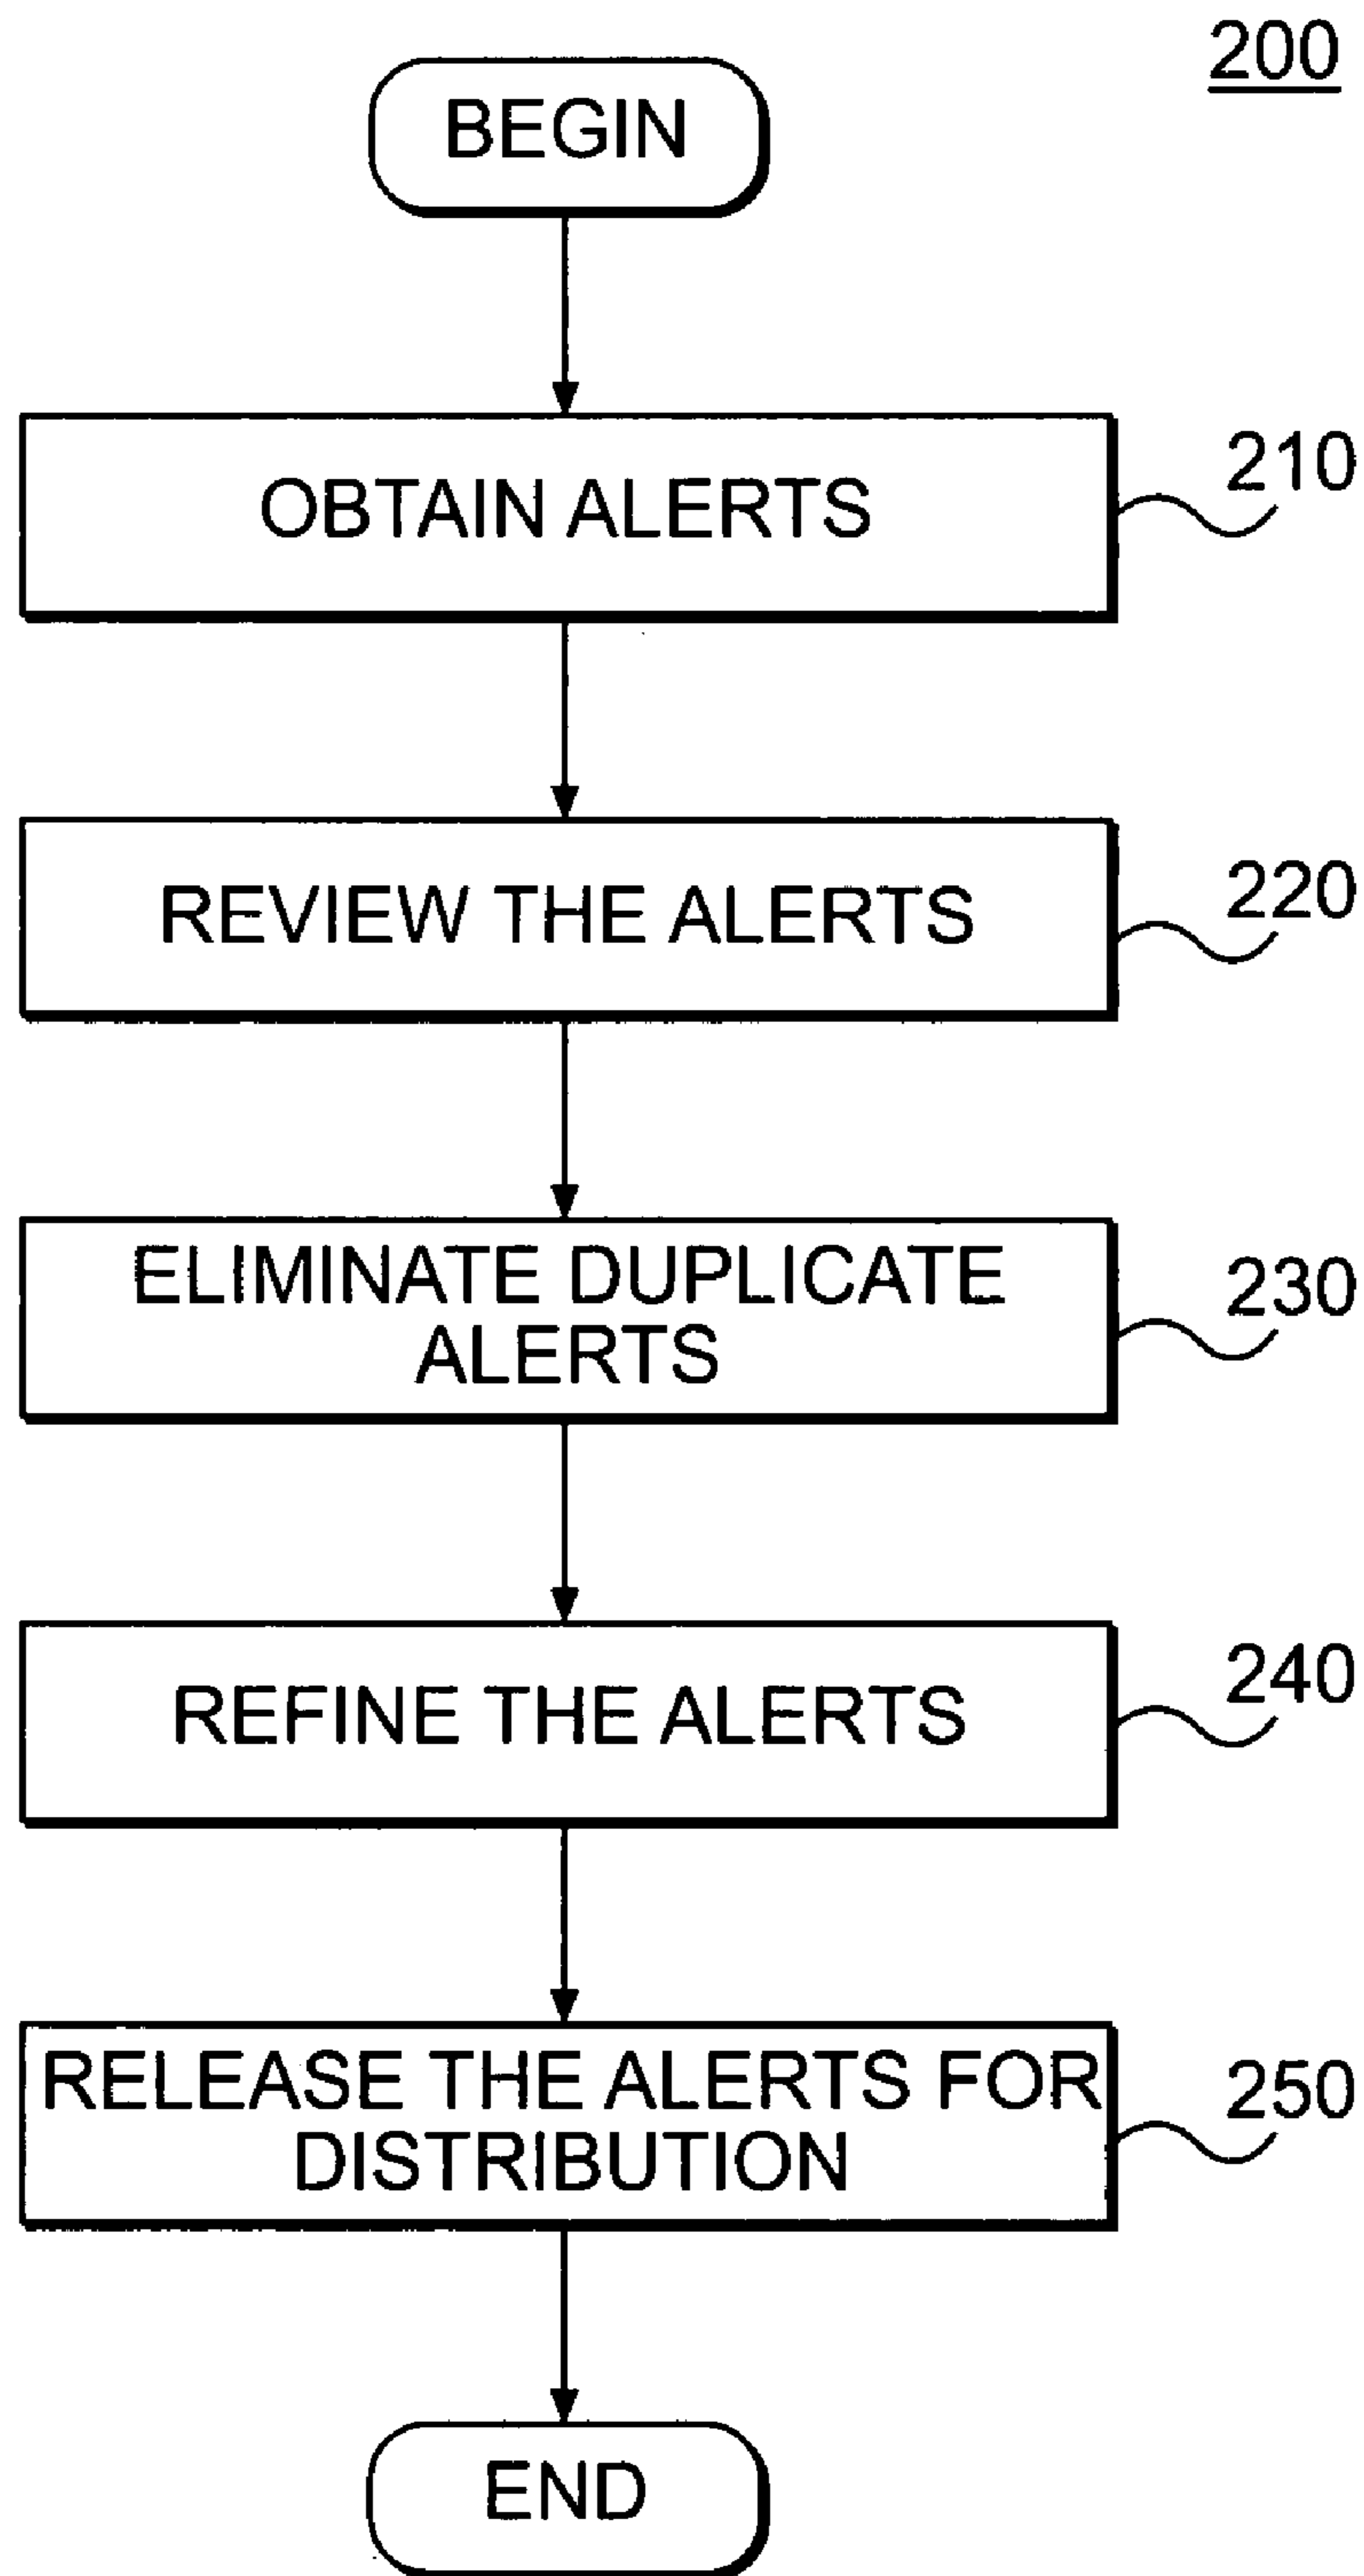 200
BEGIN
OBTAIN ALERTS
210
REVIEW THE ALERTS
220
ELIMINATE DUPLICATE
ALERTS
230
REFINE THE ALERTS
240
RELEASE THE ALERTS FOR
DISTRIBUTION
250
END